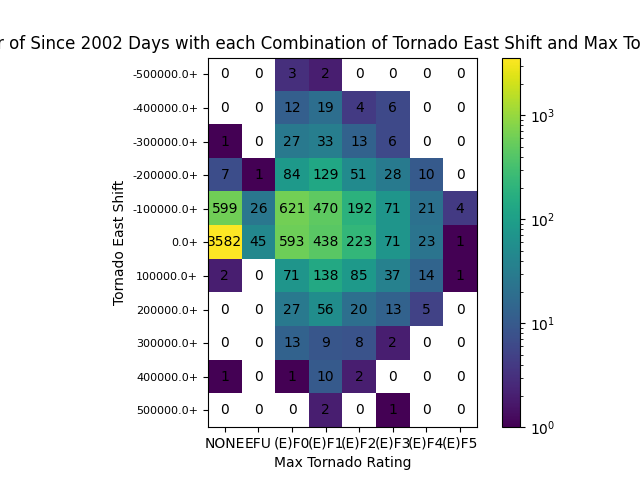 r of Since 2002 Days with each Combination of Tornado East Shift and Max To
-500000.0+ 0 0 3 2 0 0 0 0
-400000.0+ 0 0 12 19 4 6 0 0
-300000.0+ 1 0 27 33 13 6 0 0
-200000.0+ 7 1 84 129 51 28 10 0
-100000.0+ 599 26 621 470 192 71 21 4
0.0+ 3582 45 593 438 223 71 23 1
100000.0+ 2 0 71 138 85 37 14 1
200000.0+ 0 0 27 56 20 13 5 0
300000.0+ 0 0 13 9 8 2 0 0
400000.0+ 1 0 1 10 2 0 0 0
500000.0+ 0 0 0 2 0 1 0 0
NONE EFU (E)F0 (E)F1 (E)F2 (E)F3 (E)F4 (E)F5
Max Tornado Rating
Tornado East Shift
10³
10²
10¹
10⁰